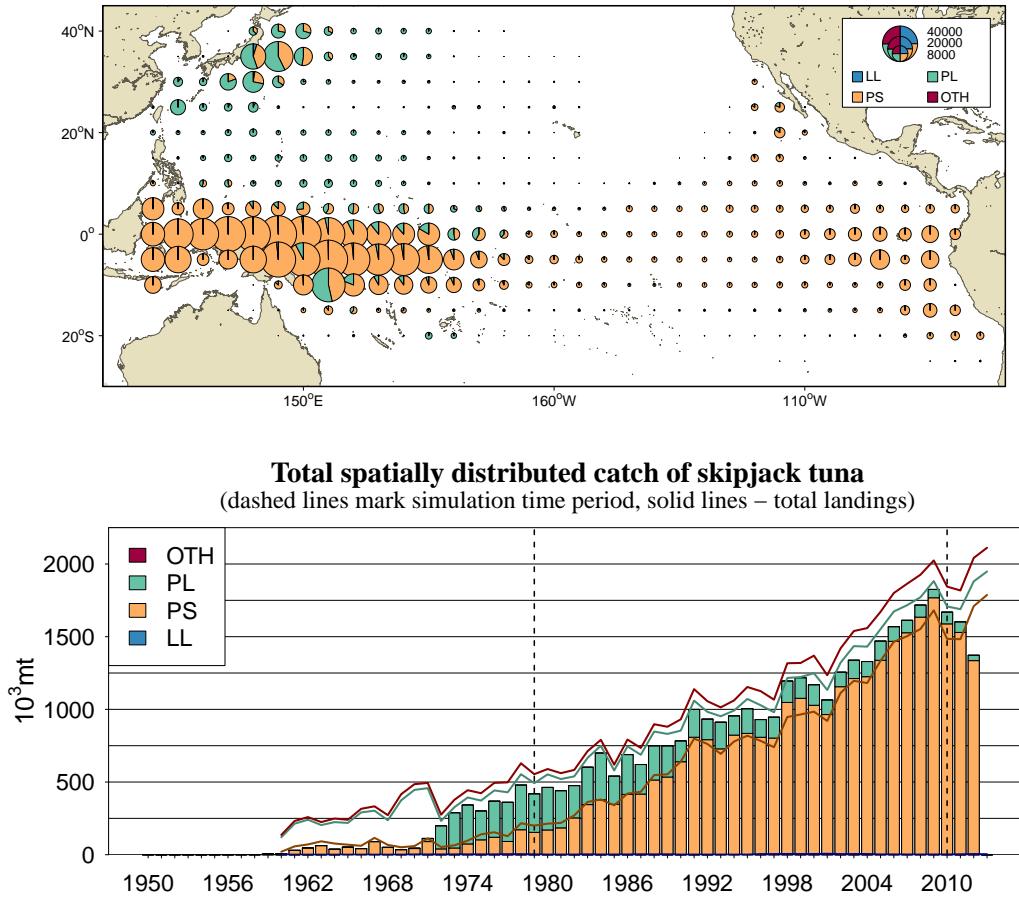 40°N
20°N
0°
20°S
150°E
160°W
110°W
40000
20000
8000
LL
PL
PS
OTH
Total spatially distributed catch of skipjack tuna
(dashed lines mark simulation time period, solid lines – total landings)
10³mt
2000
1500
1000
500
0
OTH
PL
PS
LL
1950
1956
1962
1968
1974
1980
1986
1992
1998
2004
2010